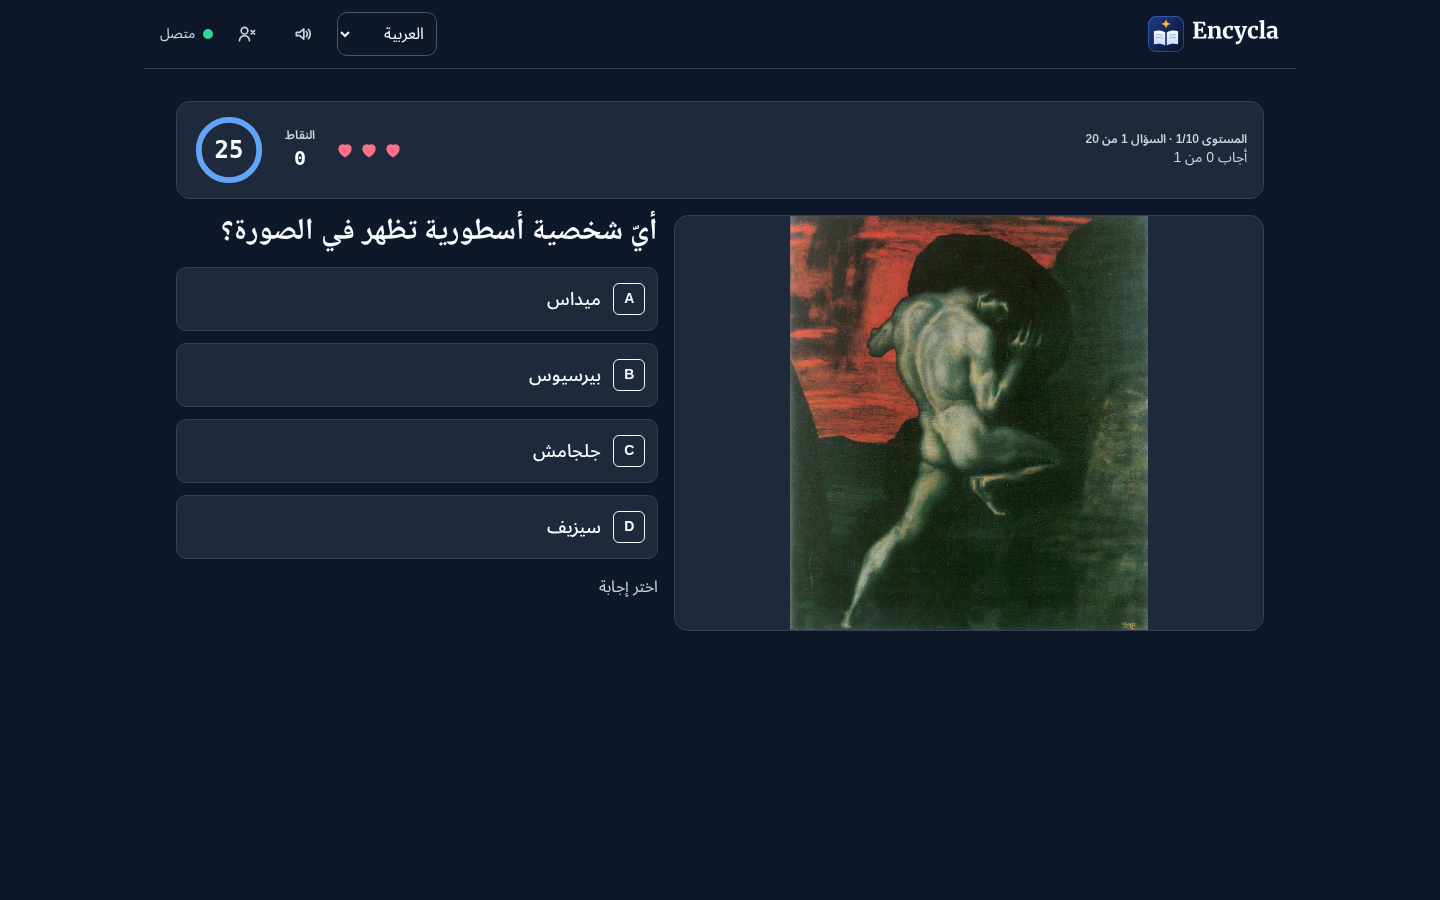 Encycla
العربية
متصل
المستوى 1/10 · السؤال 1 من 20
أجاب 0 من 1
النقاط
0
25
أيّ شخصية أسطورية تظهر في الصورة؟
A ميداس
B بيرسيوس
C جلجامش
D سيزيف
اختر إجابة